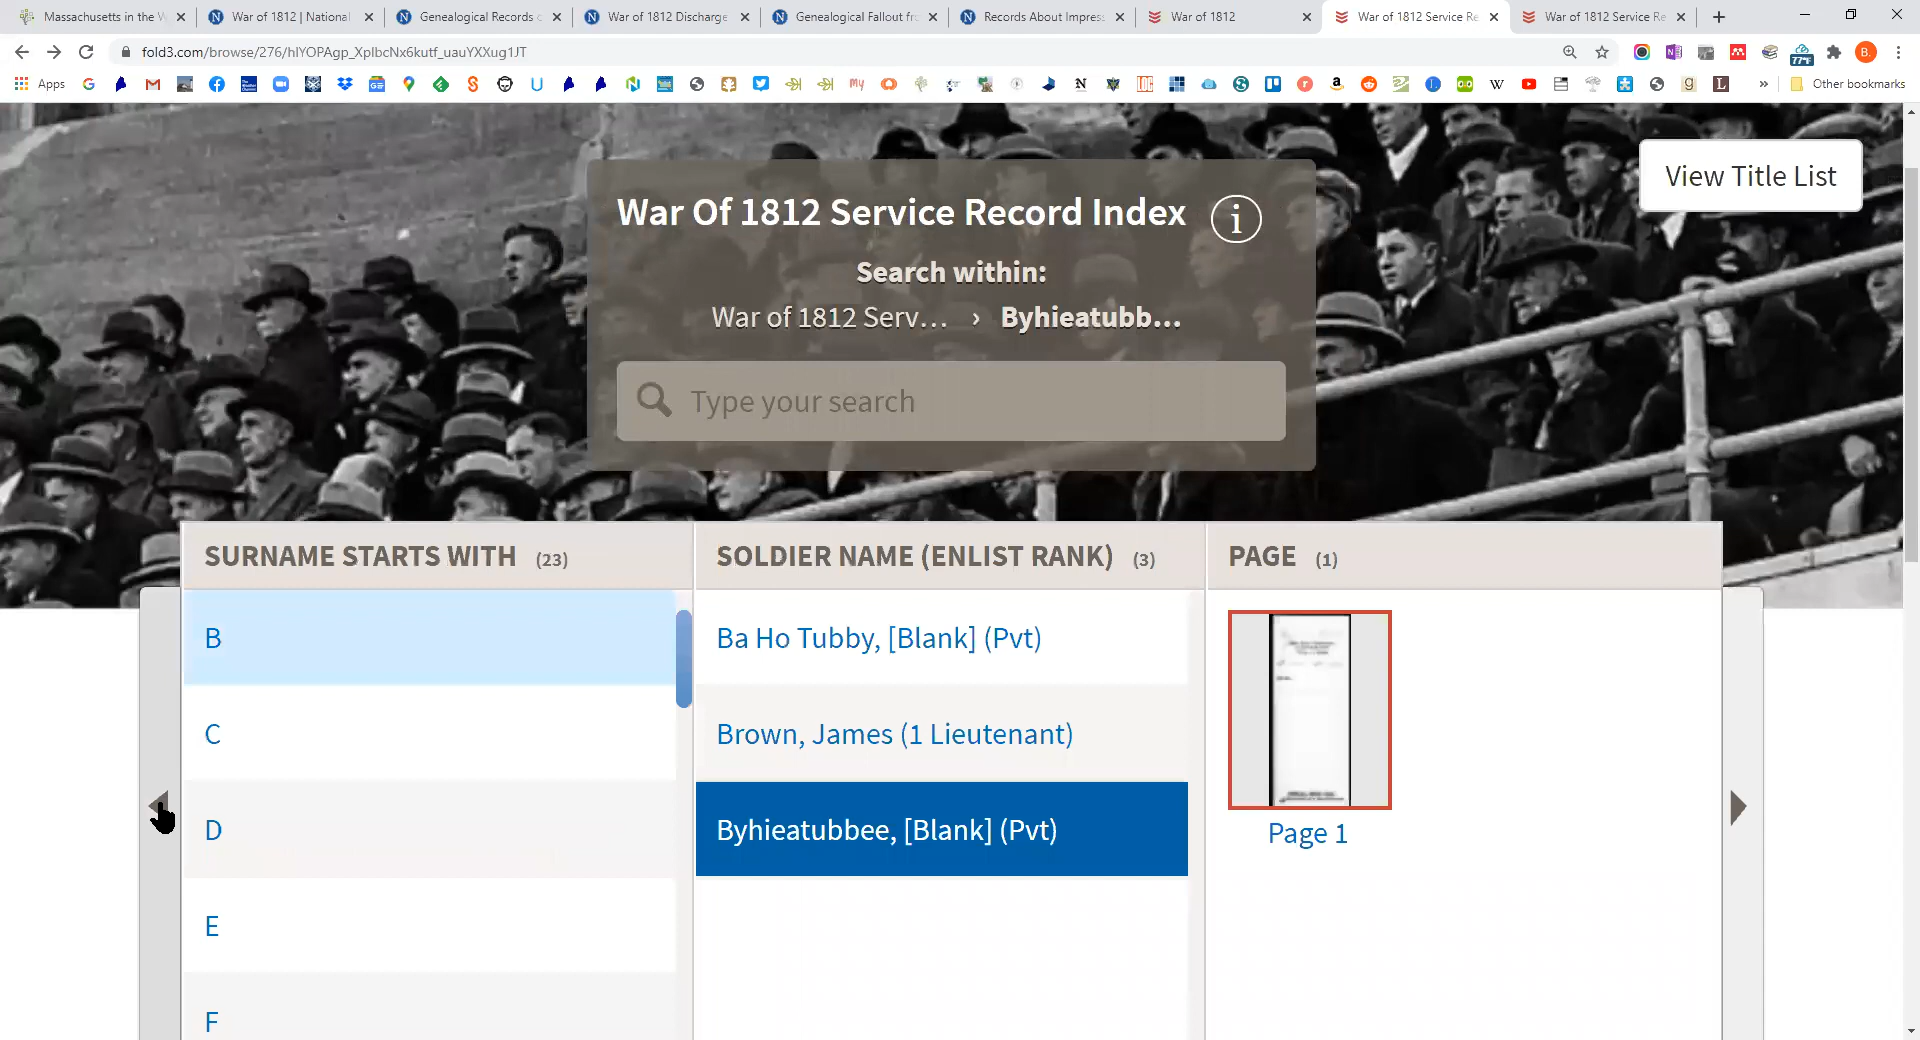 Massachusetts in the W
War of 1812 | National
Genealogical Records o
War of 1812 Discharge
Genealogical Fallout fr
Records About Impres
War of 1812
War of 1812 Service Re
War of 1812 Service Re
fold3.com/browse/276/hIYOPAgp_XpIbcNx6kutf_uauYXXug1JT
77°F
B.
Apps
my
Other bookmarks
View Title List
War Of 1812 Service Record Index
Search within:
War of 1812 Serv... › Byhieatubb...
Type your search
SURNAME STARTS WITH (23)
SOLDIER NAME (ENLIST RANK) (3)
PAGE (1)
B
Ba Ho Tubby, [Blank] (Pvt)
C
Brown, James (1 Lieutenant)
D
Byhieatubbee, [Blank] (Pvt)
Page 1
E
F